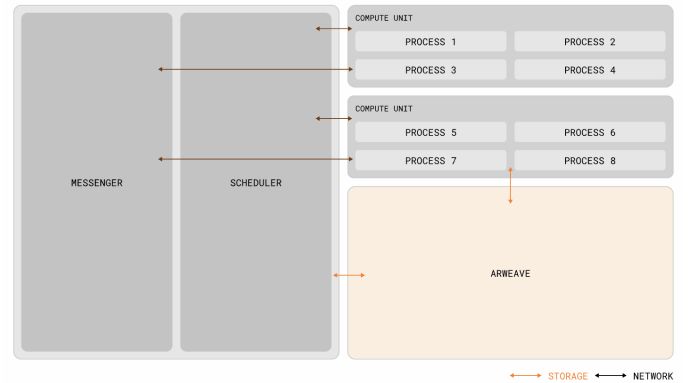 COMPUTE UNIT
PROCESS 1
PROCESS 2
PROCESS 3
PROCESS 4
COMPUTE UNIT
PROCESS 5
PROCESS 6
PROCESS 7
PROCESS 8
MESSENGER
SCHEDULER
ARWEAVE
STORAGE
NETWORK